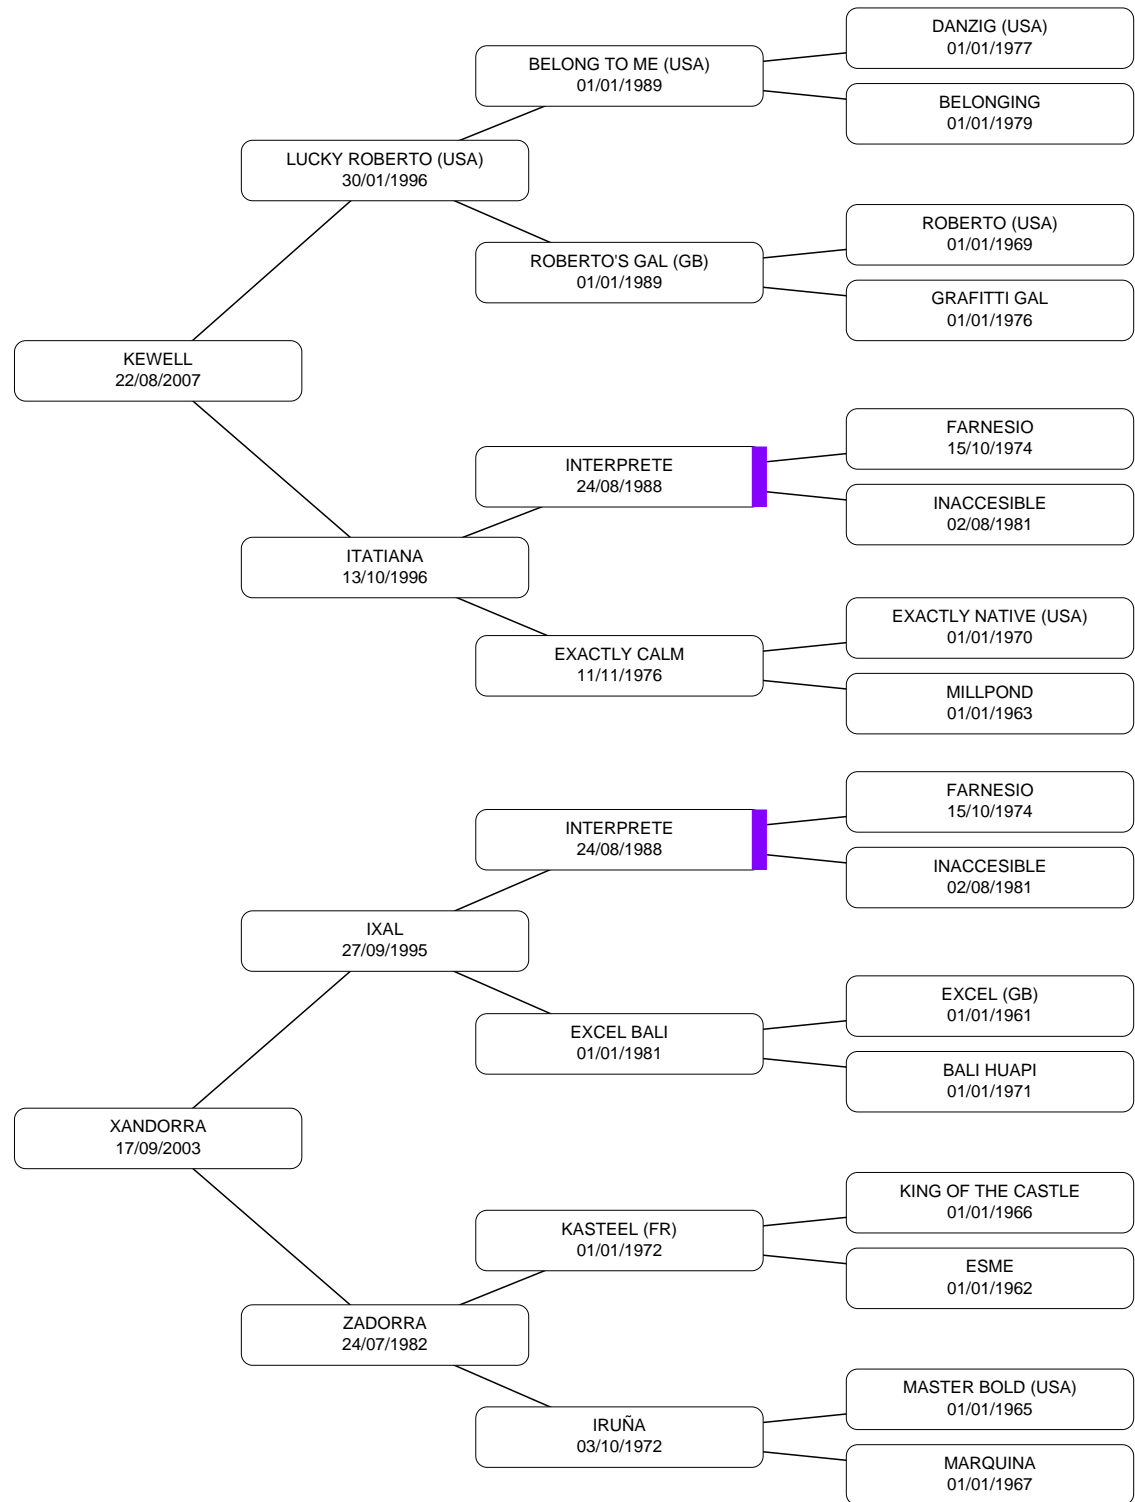 DANZIG (USA)
01/01/1977
BELONG TO ME (USA)
01/01/1989
BELONGING
01/01/1979
LUCKY ROBERTO (USA)
30/01/1996
ROBERTO (USA)
01/01/1969
ROBERTO'S GAL (GB)
01/01/1989
GRAFITTI GAL
01/01/1976
KEWELL
22/08/2007
FARNESIO
15/10/1974
INTERPRETE
24/08/1988
INACCESIBLE
02/08/1981
ITATIANA
13/10/1996
EXACTLY NATIVE (USA)
01/01/1970
EXACTLY CALM
11/11/1976
MILLPOND
01/01/1963
FARNESIO
15/10/1974
INTERPRETE
24/08/1988
INACCESIBLE
02/08/1981
IXAL
27/09/1995
EXCEL (GB)
01/01/1961
EXCEL BALI
01/01/1981
BALI HUAPI
01/01/1971
XANDORRA
17/09/2003
KING OF THE CASTLE
01/01/1966
KASTEEL (FR)
01/01/1972
ESME
01/01/1962
ZADORRA
24/07/1982
MASTER BOLD (USA)
01/01/1965
IRUÑA
03/10/1972
MARQUINA
01/01/1967